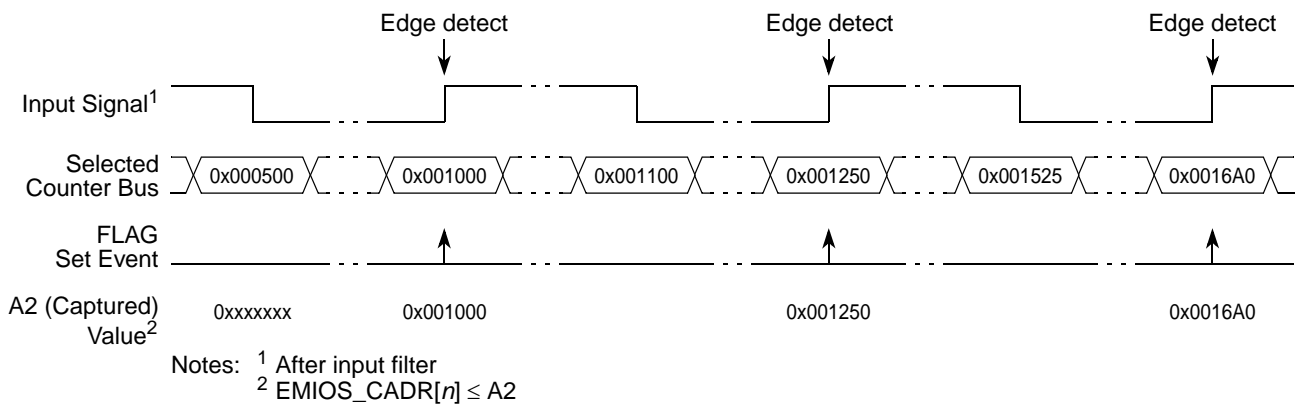 Edge detect Edge detect Edge detect
Input Signal1
Selected
Counter Bus
0x000500 0x001000 0x001100 0x001250 0x001525 0x0016A0
FLAG
Set Event
A2 (Captured)
Value2
0xxxxxxx 0x001000 0x001250 0x0016A0
Notes: 1 After input filter
2 EMIOS_CADR[n] ≤ A2